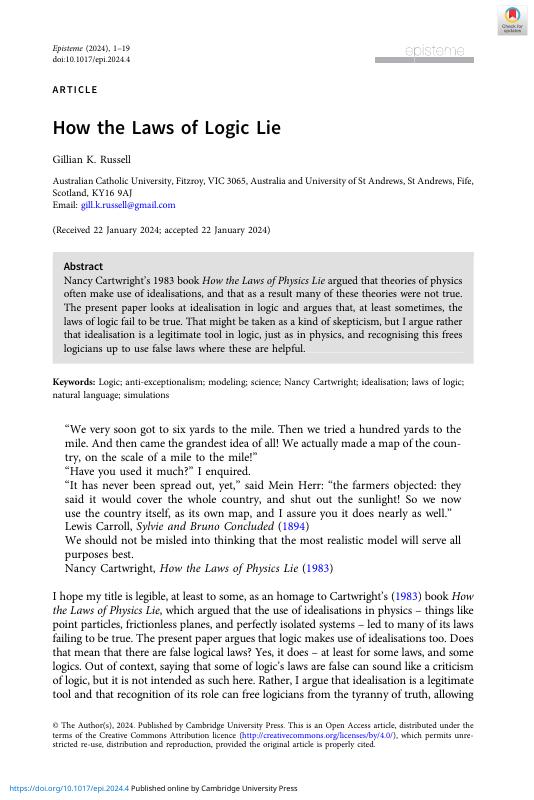 Check for
updates
Episteme (2024), 1–19
doi:10.1017/epi.2024.4
episteme
ARTICLE
How the Laws of Logic Lie
Gillian K. Russell
Australian Catholic University, Fitzroy, VIC 3065, Australia and University of St Andrews, St Andrews, Fife,
Scotland, KY16 9AJ
Email: gill.k.russell@gmail.com
(Received 22 January 2024; accepted 22 January 2024)
Abstract
Nancy Cartwright's 1983 book How the Laws of Physics Lie argued that theories of physics
often make use of idealisations, and that as a result many of these theories were not true.
The present paper looks at idealisation in logic and argues that, at least sometimes, the
laws of logic fail to be true. That might be taken as a kind of skepticism, but I argue rather
that idealisation is a legitimate tool in logic, just as in physics, and recognising this frees
logicians up to use false laws where these are helpful.
Keywords: Logic; anti-exceptionalism; modeling; science; Nancy Cartwright; idealisation; laws of logic;
natural language; simulations
"We very soon got to six yards to the mile. Then we tried a hundred yards to the
mile. And then came the grandest idea of all! We actually made a map of the coun-
try, on the scale of a mile to the mile!"
"Have you used it much?" I enquired.
"It has never been spread out, yet," said Mein Herr: "the farmers objected: they
said it would cover the whole country, and shut out the sunlight! So we now
use the country itself, as its own map, and I assure you it does nearly as well."
Lewis Carroll, Sylvie and Bruno Concluded (1894)
We should not be misled into thinking that the most realistic model will serve all
purposes best.
Nancy Cartwright, How the Laws of Physics Lie (1983)
I hope my title is legible, at least to some, as an homage to Cartwright's (1983) book How
the Laws of Physics Lie, which argued that the use of idealisations in physics – things like
point particles, frictionless planes, and perfectly isolated systems – led to many of its laws
failing to be true. The present paper argues that logic makes use of idealisations too. Does
that mean that there are false logical laws? Yes, it does – at least for some laws, and some
logics. Out of context, saying that some of logic's laws are false can sound like a criticism
of logic, but it is not intended as such here. Rather, I argue that idealisation is a legitimate
tool and that recognition of its role can free logicians from the tyranny of truth, allowing
© The Author(s), 2024. Published by Cambridge University Press. This is an Open Access article, distributed under the
terms of the Creative Commons Attribution licence (http://creativecommons.org/licenses/by/4.0/), which permits unre-
stricted re-use, distribution and reproduction, provided the original article is properly cited.
https://doi.org/10.1017/epi.2024.4 Published online by Cambridge University Press